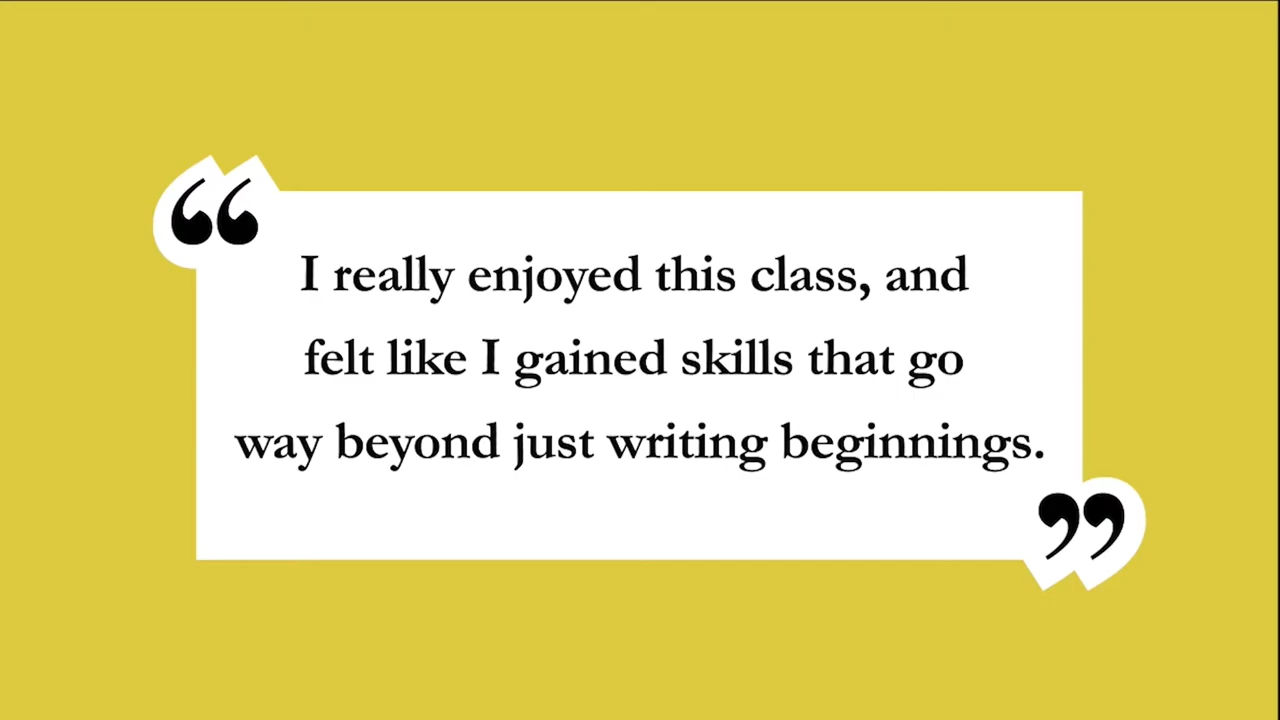 “
I really enjoyed this class, and
felt like I gained skills that go
way beyond just writing beginnings.
”